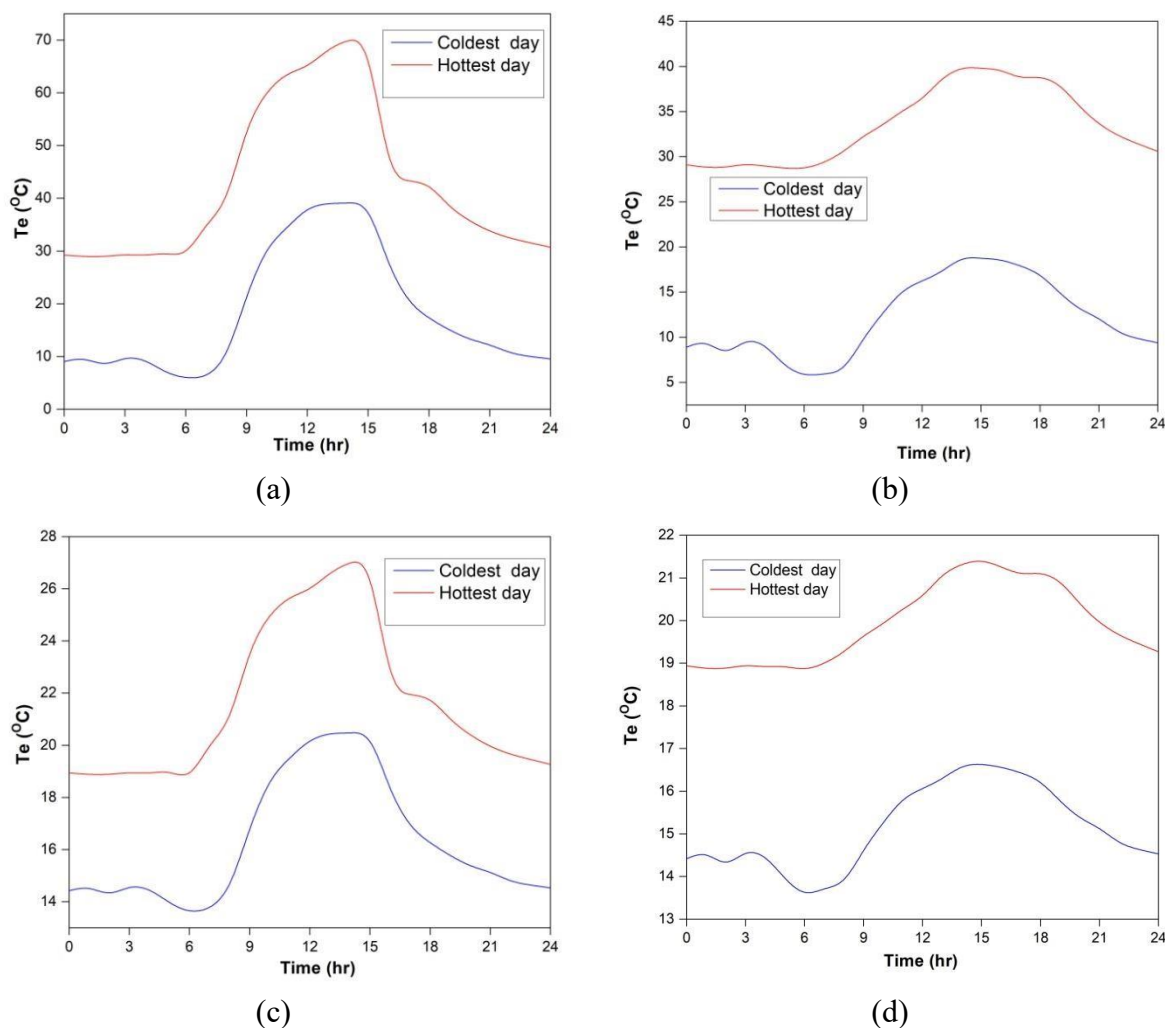 70
60
50
40
30
20
10
0
Te (°C)
Coldest day
Hottest day
0 3 6 9 12 15 18 21 24
Time (hr)
(a)
45
40
35
30
25
20
15
10
5
Te (°C)
Coldest day
Hottest day
0 3 6 9 12 15 18 21 24
Time (hr)
(b)
28
26
24
22
20
18
16
14
Te (°C)
Coldest day
Hottest day
0 3 6 9 12 15 18 21 24
Time (hr)
(c)
22
21
20
19
18
17
16
15
14
13
Te (°C)
Coldest day
Hottest day
0 3 6 9 12 15 18 21 24
Time (hr)
(d)